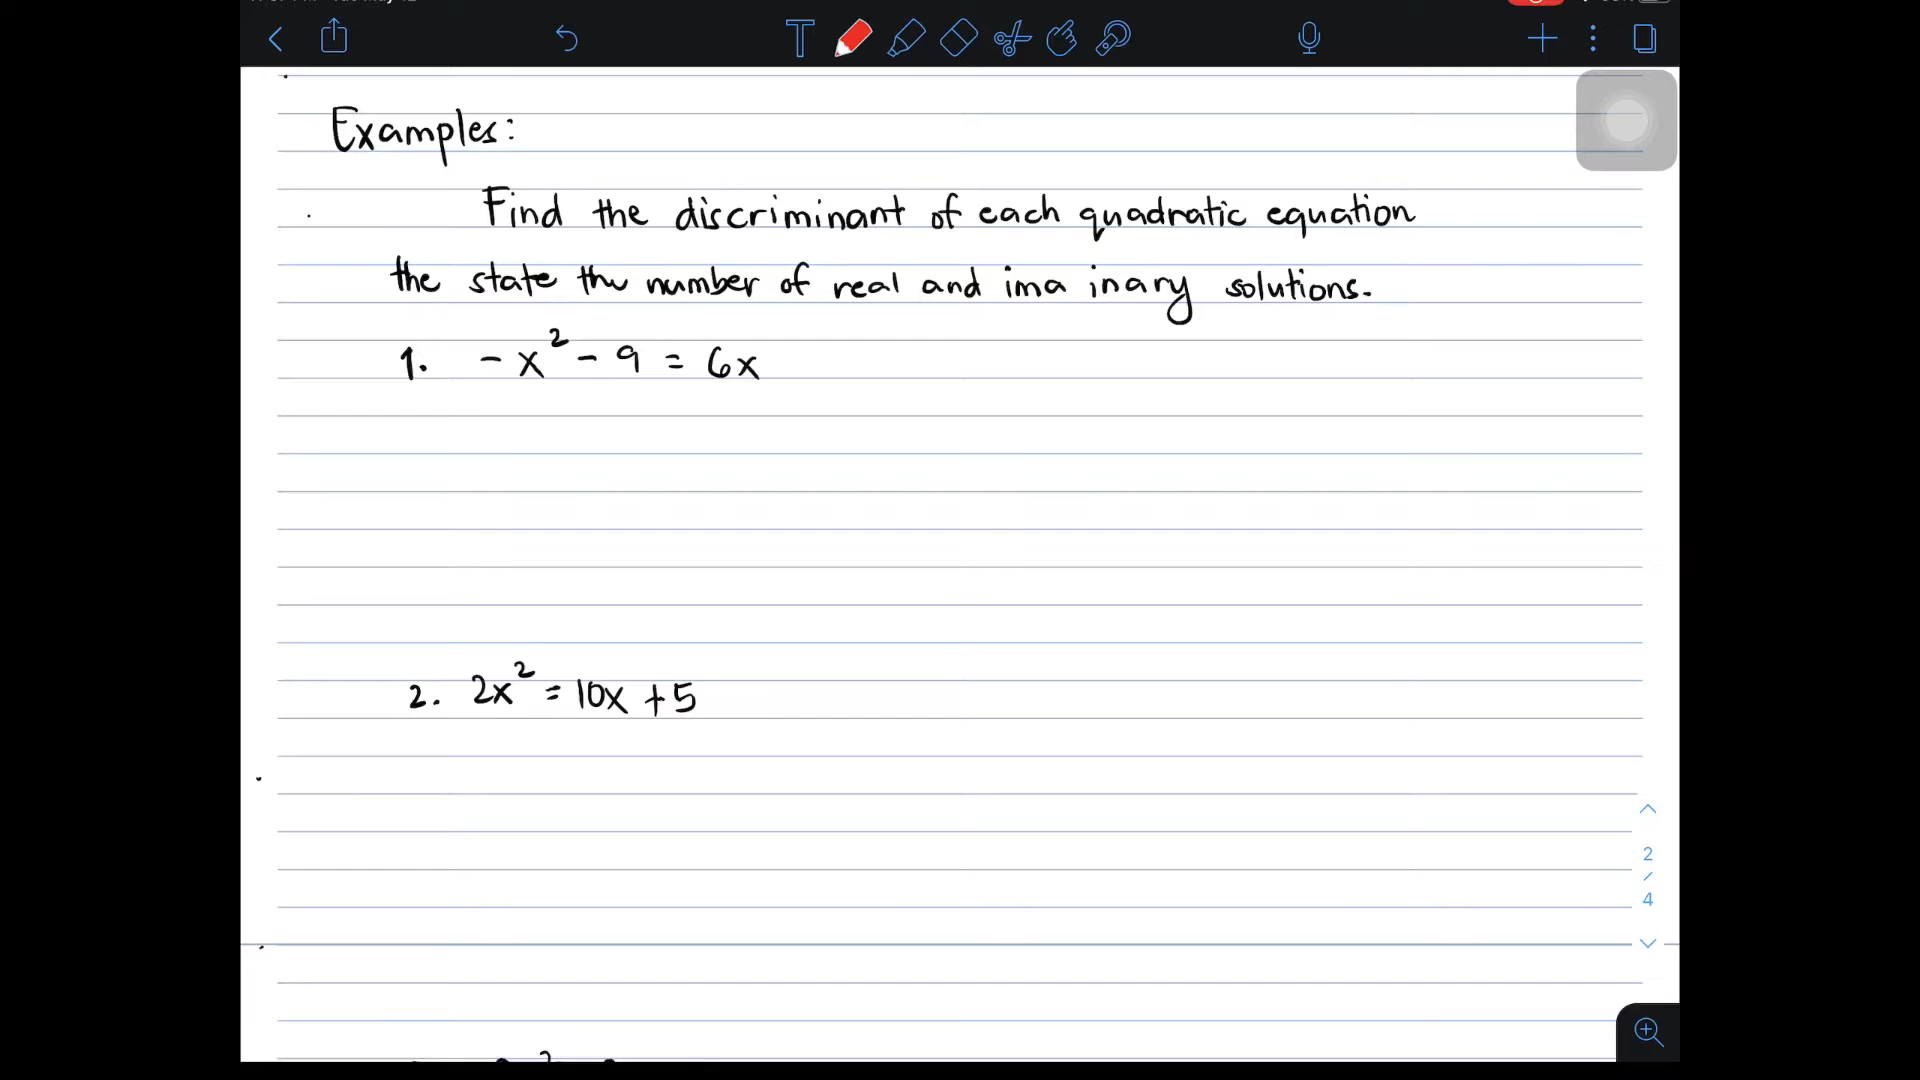 Examples:
Find the discriminant of each quadratic equation
the state the number of real and ima inary solutions.
1. -x² - 9 = 6x
2. 2x² = 10x + 5
2
/
4